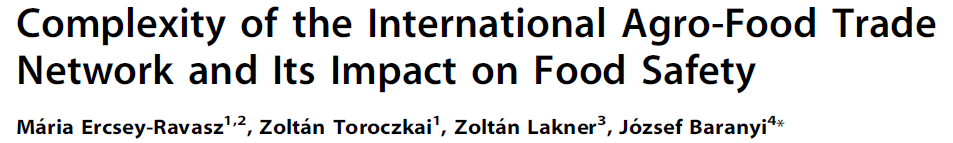 Complexity of the International Agro-Food Trade
Network and Its Impact on Food Safety
Mária Ercsey-Ravasz1,2, Zoltán Toroczkai1, Zoltán Lakner3, József Baranyi4*